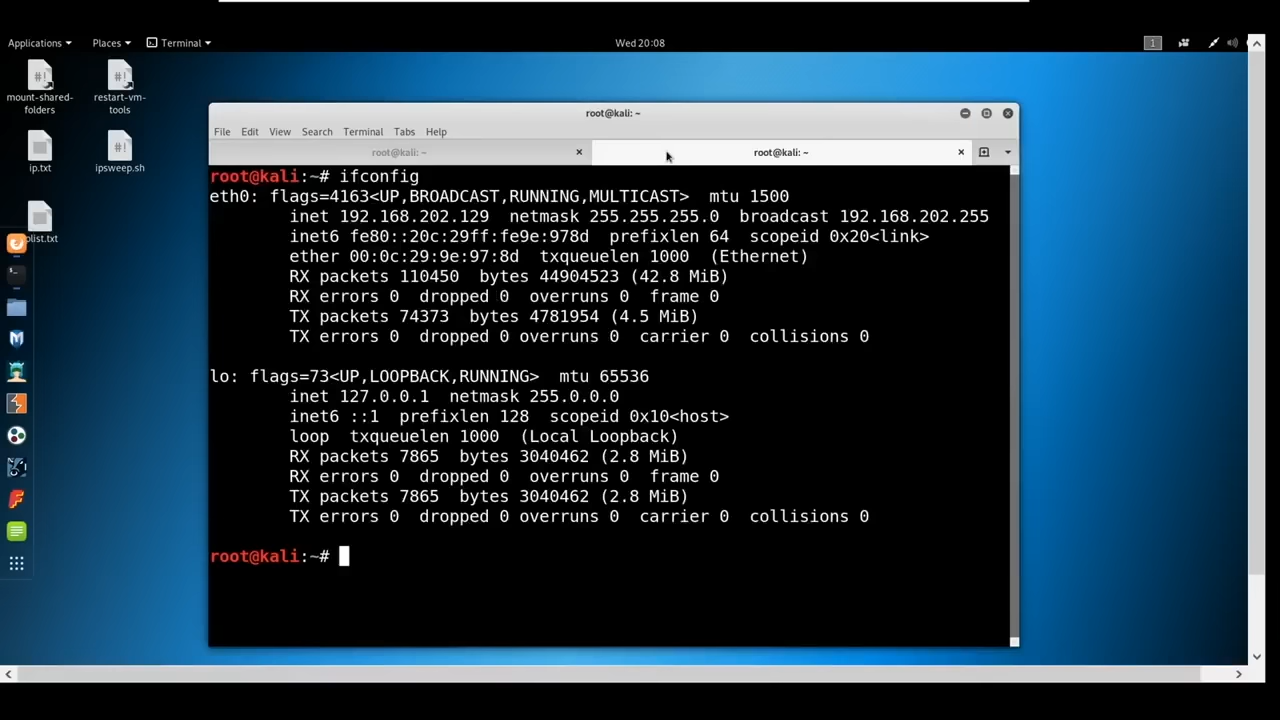 Applications Places Terminal Wed 20:08 1
mount-shared-folders
restart-vm-tools
ip.txt
ipsweep.sh
list.txt
root@kali: ~
File Edit View Search Terminal Tabs Help
root@kali: ~ root@kali: ~
root@kali:~# ifconfig
eth0: flags=4163<UP,BROADCAST,RUNNING,MULTICAST>  mtu 1500
        inet 192.168.202.129  netmask 255.255.255.0  broadcast 192.168.202.255
        inet6 fe80::20c:29ff:fe9e:978d  prefixlen 64  scopeid 0x20<link>
        ether 00:0c:29:9e:97:8d  txqueuelen 1000  (Ethernet)
        RX packets 110450  bytes 44904523 (42.8 MiB)
        RX errors 0  dropped 0  overruns 0  frame 0
        TX packets 74373  bytes 4781954 (4.5 MiB)
        TX errors 0  dropped 0 overruns 0  carrier 0  collisions 0
lo: flags=73<UP,LOOPBACK,RUNNING>  mtu 65536
        inet 127.0.0.1  netmask 255.0.0.0
        inet6 ::1  prefixlen 128  scopeid 0x10<host>
        loop  txqueuelen 1000  (Local Loopback)
        RX packets 7865  bytes 3040462 (2.8 MiB)
        RX errors 0  dropped 0  overruns 0  frame 0
        TX packets 7865  bytes 3040462 (2.8 MiB)
        TX errors 0  dropped 0 overruns 0  carrier 0  collisions 0
root@kali:~#